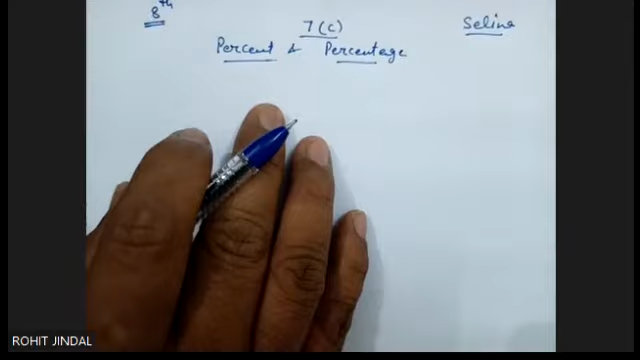 8th
7(c)
Selina
Percent & Percentage
ROHIT JINDAL